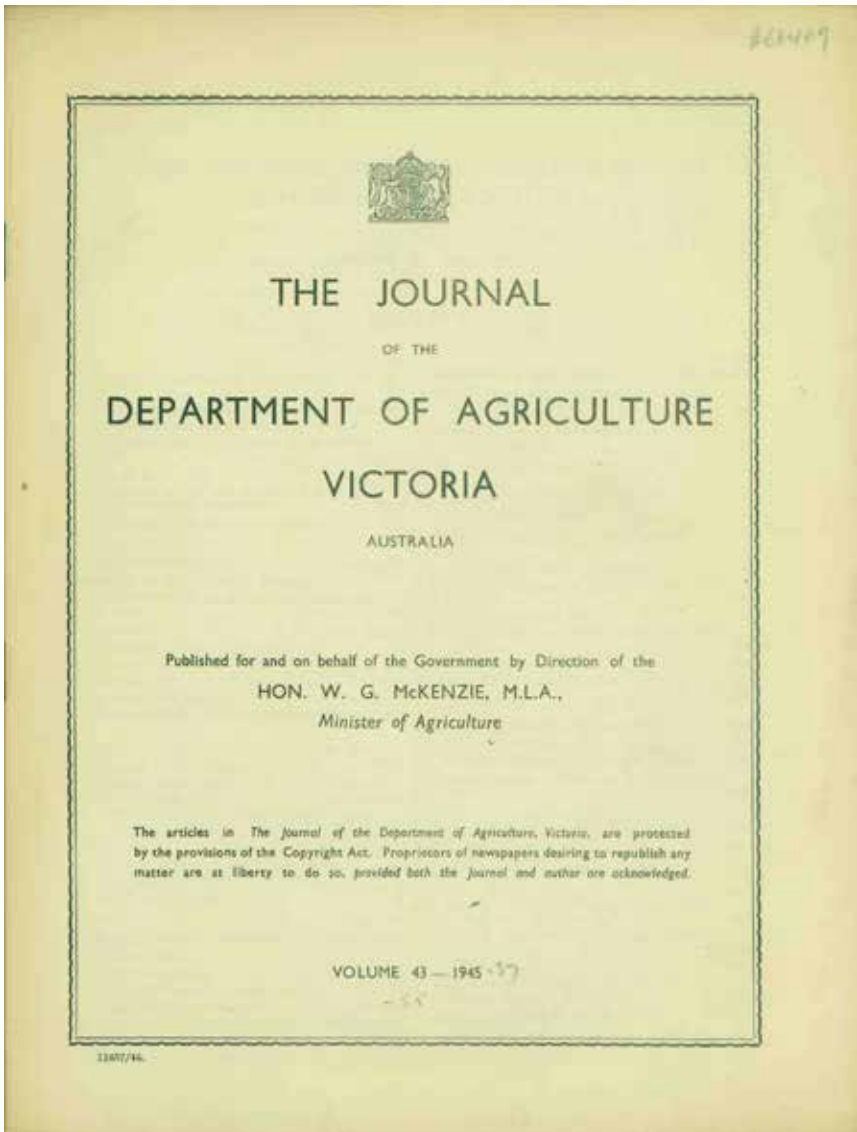 THE JOURNAL
OF THE
DEPARTMENT OF AGRICULTURE
VICTORIA
AUSTRALIA
Published for and on behalf of the Government by Direction of the
HON. W. G. McKENZIE, M.L.A.,
Minister of Agriculture
The articles in The Journal of the Department of Agriculture, Victoria, are protected
by the provisions of the Copyright Act. Proprietors of newspapers desiring to republish any
matter are at liberty to do so, provided both the Journal and author are acknowledged.
VOLUME 43 — 1945